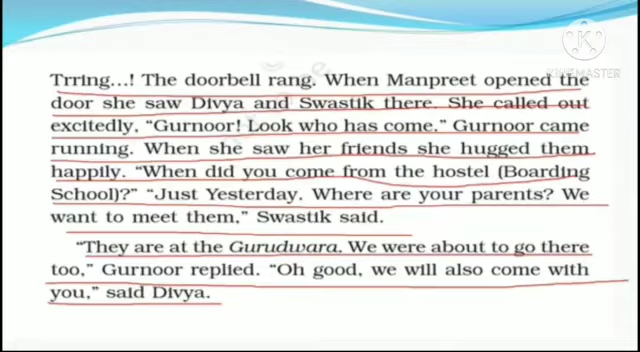 Trring...! The doorbell rang. When Manpreet opened the
door she saw Divya and Swastik there. She called out
excitedly, “Gurnoor! Look who has come.” Gurnoor came
running. When she saw her friends she hugged them
happily. “When did you come from the hostel (Boarding
School)?” “Just Yesterday. Where are your parents? We
want to meet them,” Swastik said.
“They are at the Gurudwara. We were about to go there
too,” Gurnoor replied. “Oh good, we will also come with
you,” said Divya.
KINEMASTER